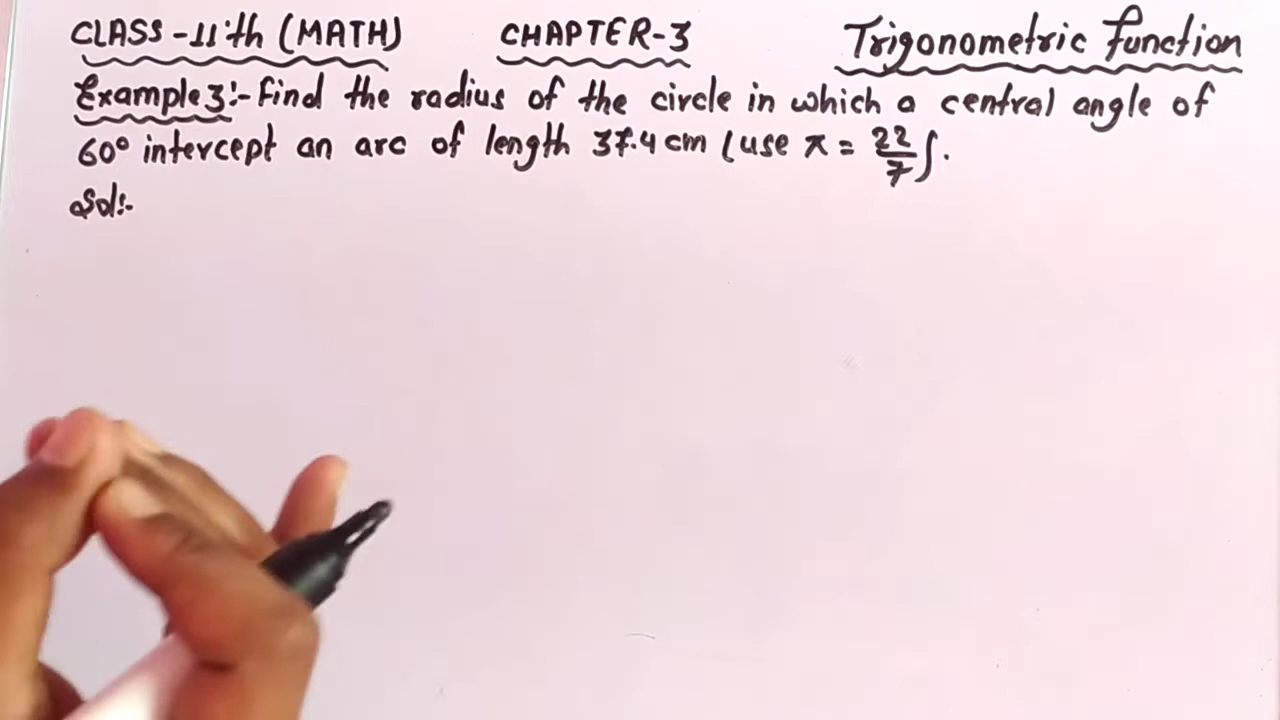 CLASS-11th (MATH) CHAPTER-3 Trigonometric Function
Example 3:- Find the radius of the circle in which a central angle of
60° intercept an arc of length 37.4 cm (use π = 22/7).
Sol:-